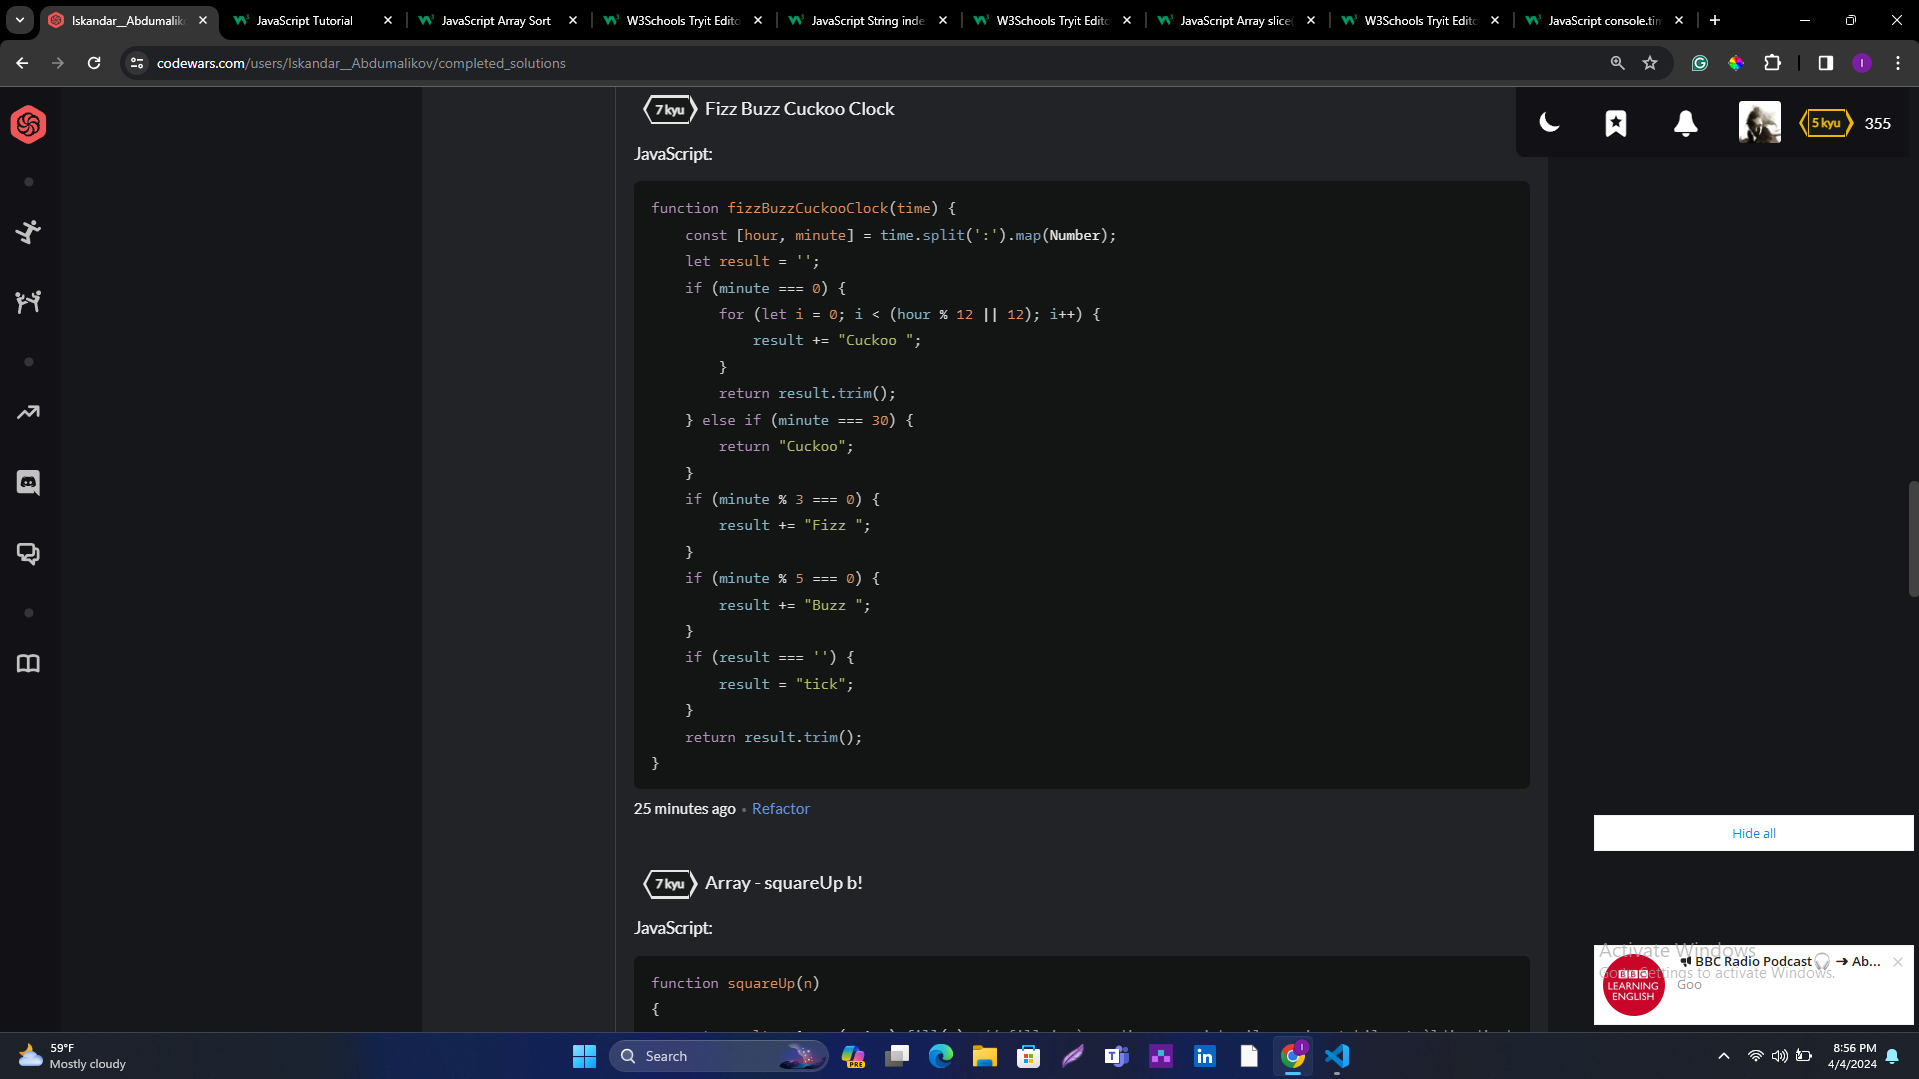 Iskandar_Abdumaliko
JavaScript Tutorial
JavaScript Array Sort
W3Schools Tryit Edito
JavaScript String inde
W3Schools Tryit Edito
JavaScript Array slice(
W3Schools Tryit Edito
JavaScript console.tim
codewars.com/users/Iskandar__Abdumalikov/completed_solutions
I
7 kyu Fizz Buzz Cuckoo Clock
5 kyu 355
JavaScript:
function fizzBuzzCuckooClock(time) {
const [hour, minute] = time.split(':').map(Number);
let result = '';
if (minute === 0) {
for (let i = 0; i < (hour % 12 || 12); i++) {
result += "Cuckoo ";
}
return result.trim();
} else if (minute === 30) {
return "Cuckoo";
}
if (minute % 3 === 0) {
result += "Fizz ";
}
if (minute % 5 === 0) {
result += "Buzz ";
}
if (result === '') {
result = "tick";
}
return result.trim();
}
25 minutes ago • Refactor
Hide all
7 kyu Array - squareUp b!
JavaScript:
function squareUp(n)
{
Activate Windows
Go to Settings to activate Windows.
BBC Radio Podcast 🎧 ➔ Ab...
Goo
BBC
LEARNING
ENGLISH
59°F
Mostly cloudy
Search
PRE
8:56 PM
4/4/2024